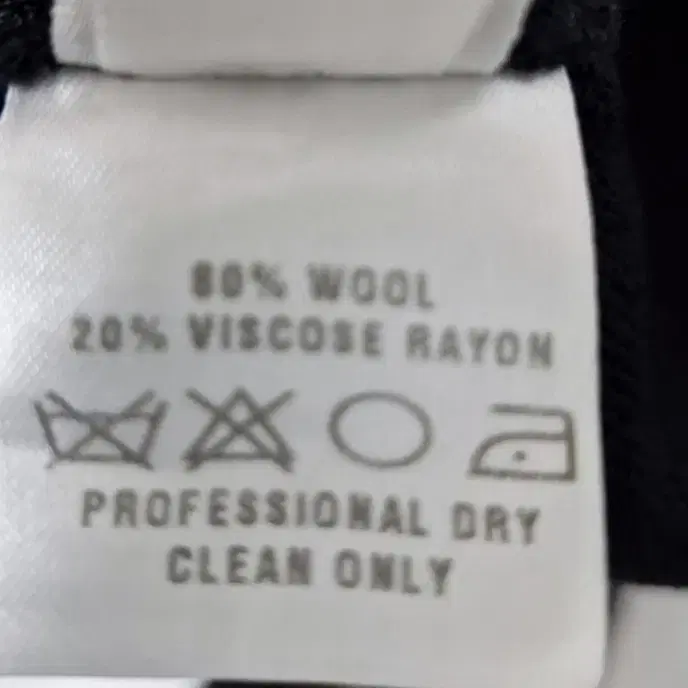 80% WOOL
20% VISCOSE RAYON
PROFESSIONAL DRY
CLEAN ONLY